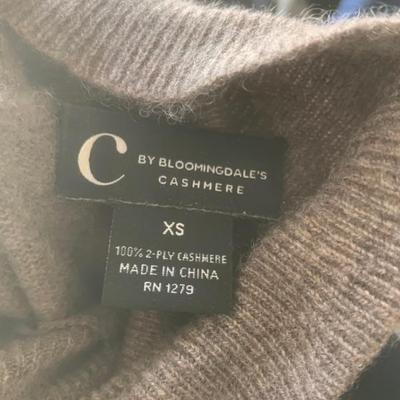 C BY BLOOMINGDALE'S
CASHMERE
XS
100% 2-PLY CASHMERE
MADE IN CHINA
RN 1279